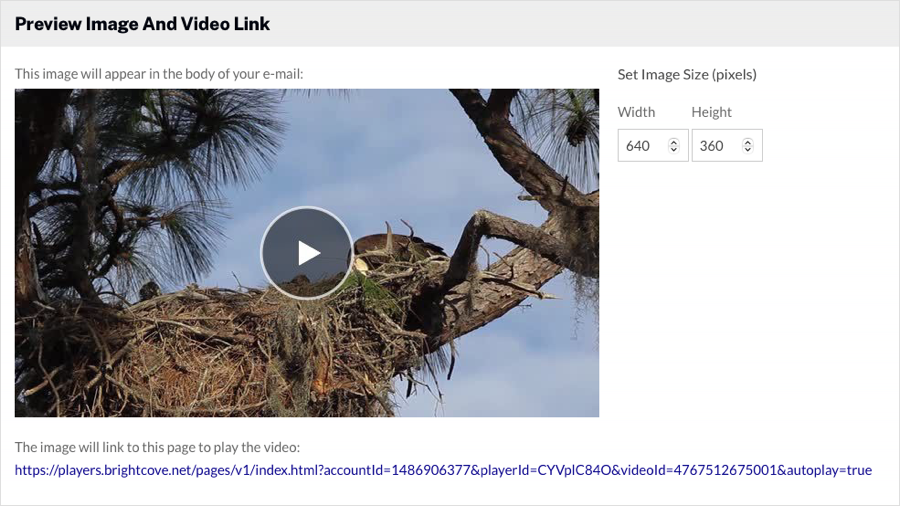 Preview Image And Video Link
This image will appear in the body of your e-mail:
Set Image Size (pixels)
Width Height
640 360
The image will link to this page to play the video:
https://players.brightcove.net/pages/v1/index.html?accountId=1486906377&playerId=CYVpIC84O&videoId=4767512675001&autoplay=true